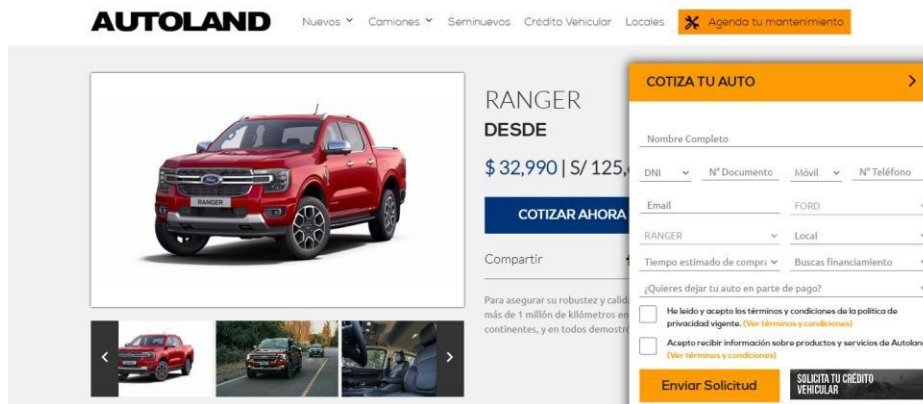 AUTOLAND
Nuevos Camiones Seminuevos Crédito Vehicular Locales Agenda tu mantenimiento
RANGER
DESDE
$ 32,990 | S/ 125,
COTIZAR AHORA
Compartir
Para asegurar su robustez y calid
más de 1 millón de kilómetros en
continentes, y en todos demostr
Ford
RANGER
COTIZA TU AUTO
Nombre Completo
DNI N° Documento Móvil N° Teléfono
Email FORD
RANGER Local
Tiempo estimado de compra Buscas financiamiento
¿Quieres dejar tu auto en parte de pago?
He leído y acepto los términos y condiciones de la política de
privacidad vigente. (Ver términos y condiciones)
Acepto recibir información sobre productos y servicios de Autoland
(Ver términos y condiciones)
Enviar Solicitud
SOLICITA TU CRÉDITO
VEHICULAR